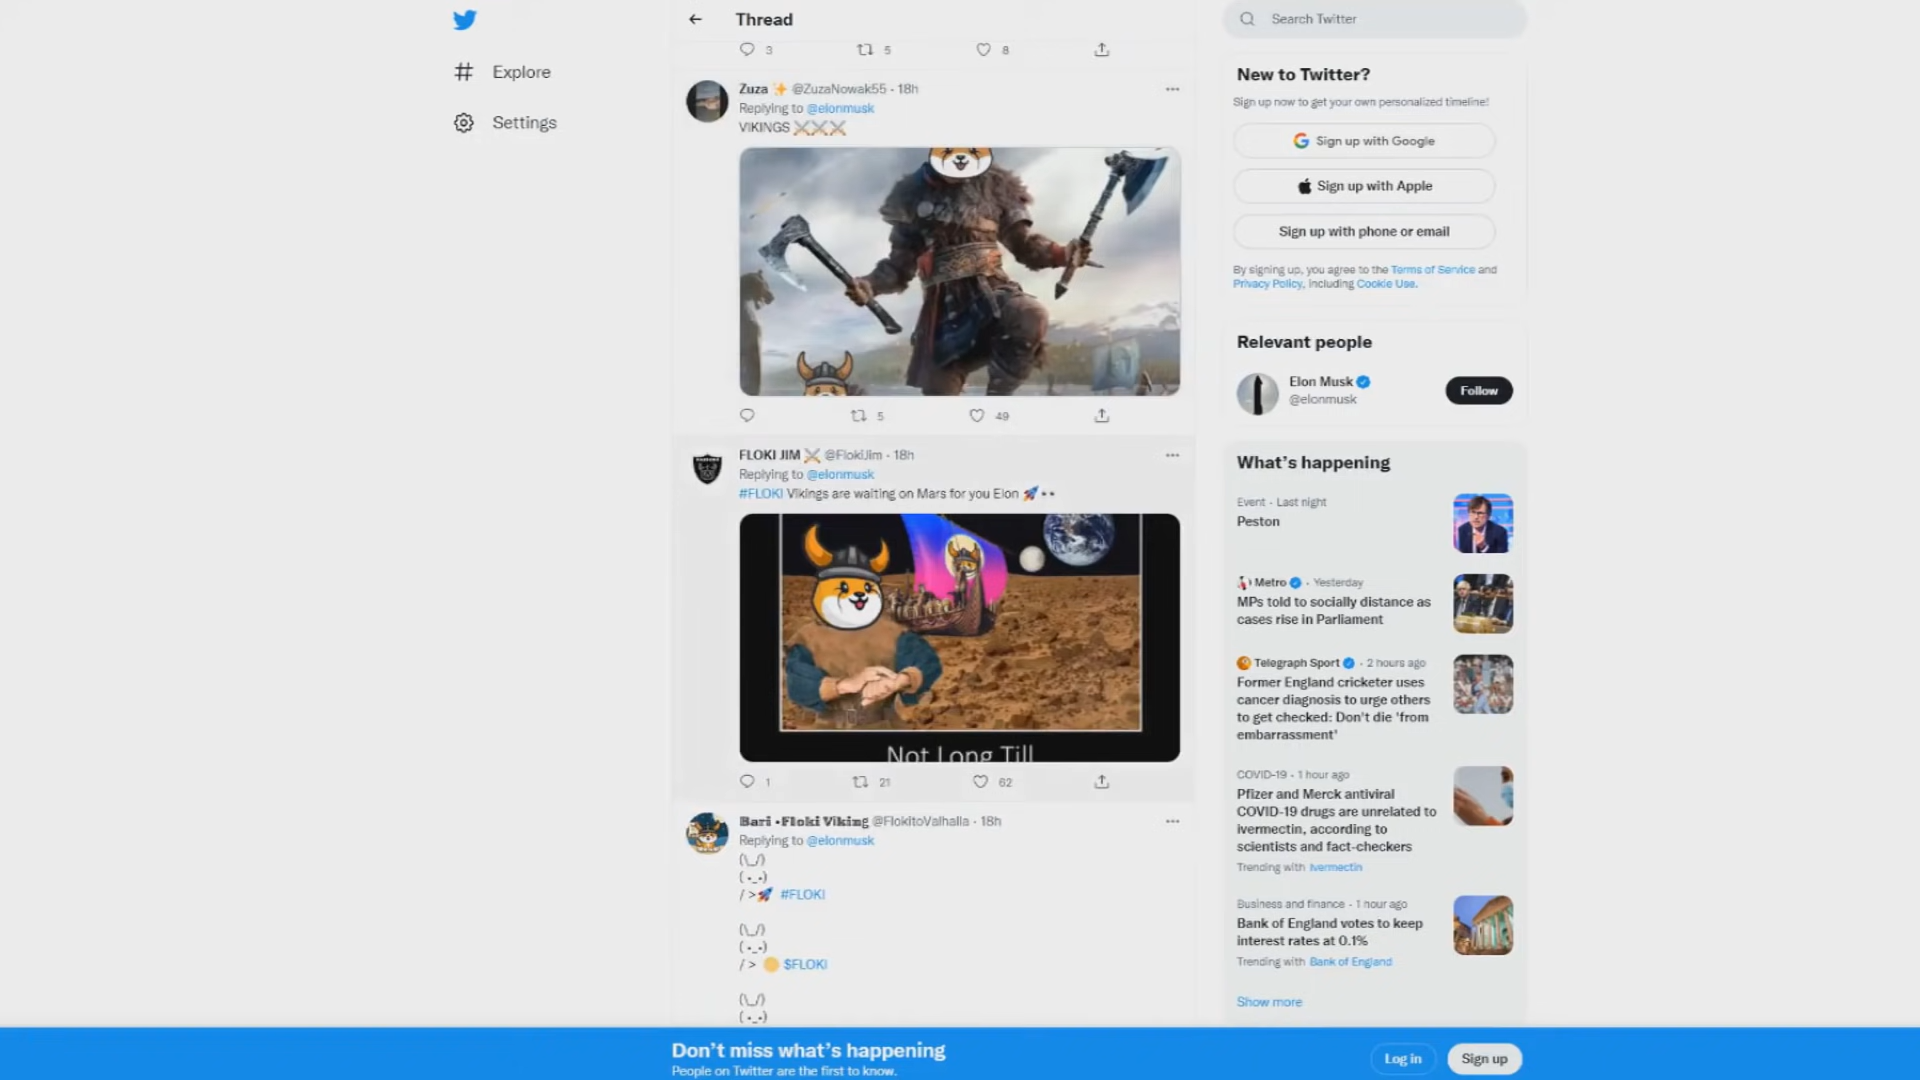 Thread
Search Twitter
3 5 8
Explore
Settings
Zuza ✨ @ZuzaNowak55 · 18h
Replying to @elonmusk
VIKINGS ⚔⚔⚔
5 49
FLOKI JIM ⚔ @FlokiJim · 18h
Replying to @elonmusk
#FLOKI Vikings are waiting on Mars for you Elon 🚀 👀
Not Long Till
1 21 62
Bari •Floki Viking @FlokitoValhalla · 18h
Replying to @elonmusk
(\_/)
(•_•)
/ >🚀 #FLOKI
(\_/)
(•_•)
/ > 🟡 $FLOKI
(\_/)
(•_•)
New to Twitter?
Sign up now to get your own personalized timeline!
Sign up with Google
Sign up with Apple
Sign up with phone or email
By signing up, you agree to the Terms of Service and
Privacy Policy, including Cookie Use.
Relevant people
Elon Musk
@elonmusk
Follow
What's happening
Event · Last night
Peston
Metro · Yesterday
MPs told to socially distance as
cases rise in Parliament
Telegraph Sport · 2 hours ago
Former England cricketer uses
cancer diagnosis to urge others
to get checked: Don't die 'from
embarrassment'
COVID-19 · 1 hour ago
Pfizer and Merck antiviral
COVID-19 drugs are unrelated to
ivermectin, according to
scientists and fact-checkers
Trending with Ivermectin
Business and finance · 1 hour ago
Bank of England votes to keep
interest rates at 0.1%
Trending with Bank of England
Show more
Don't miss what's happening
People on Twitter are the first to know.
Log in
Sign up